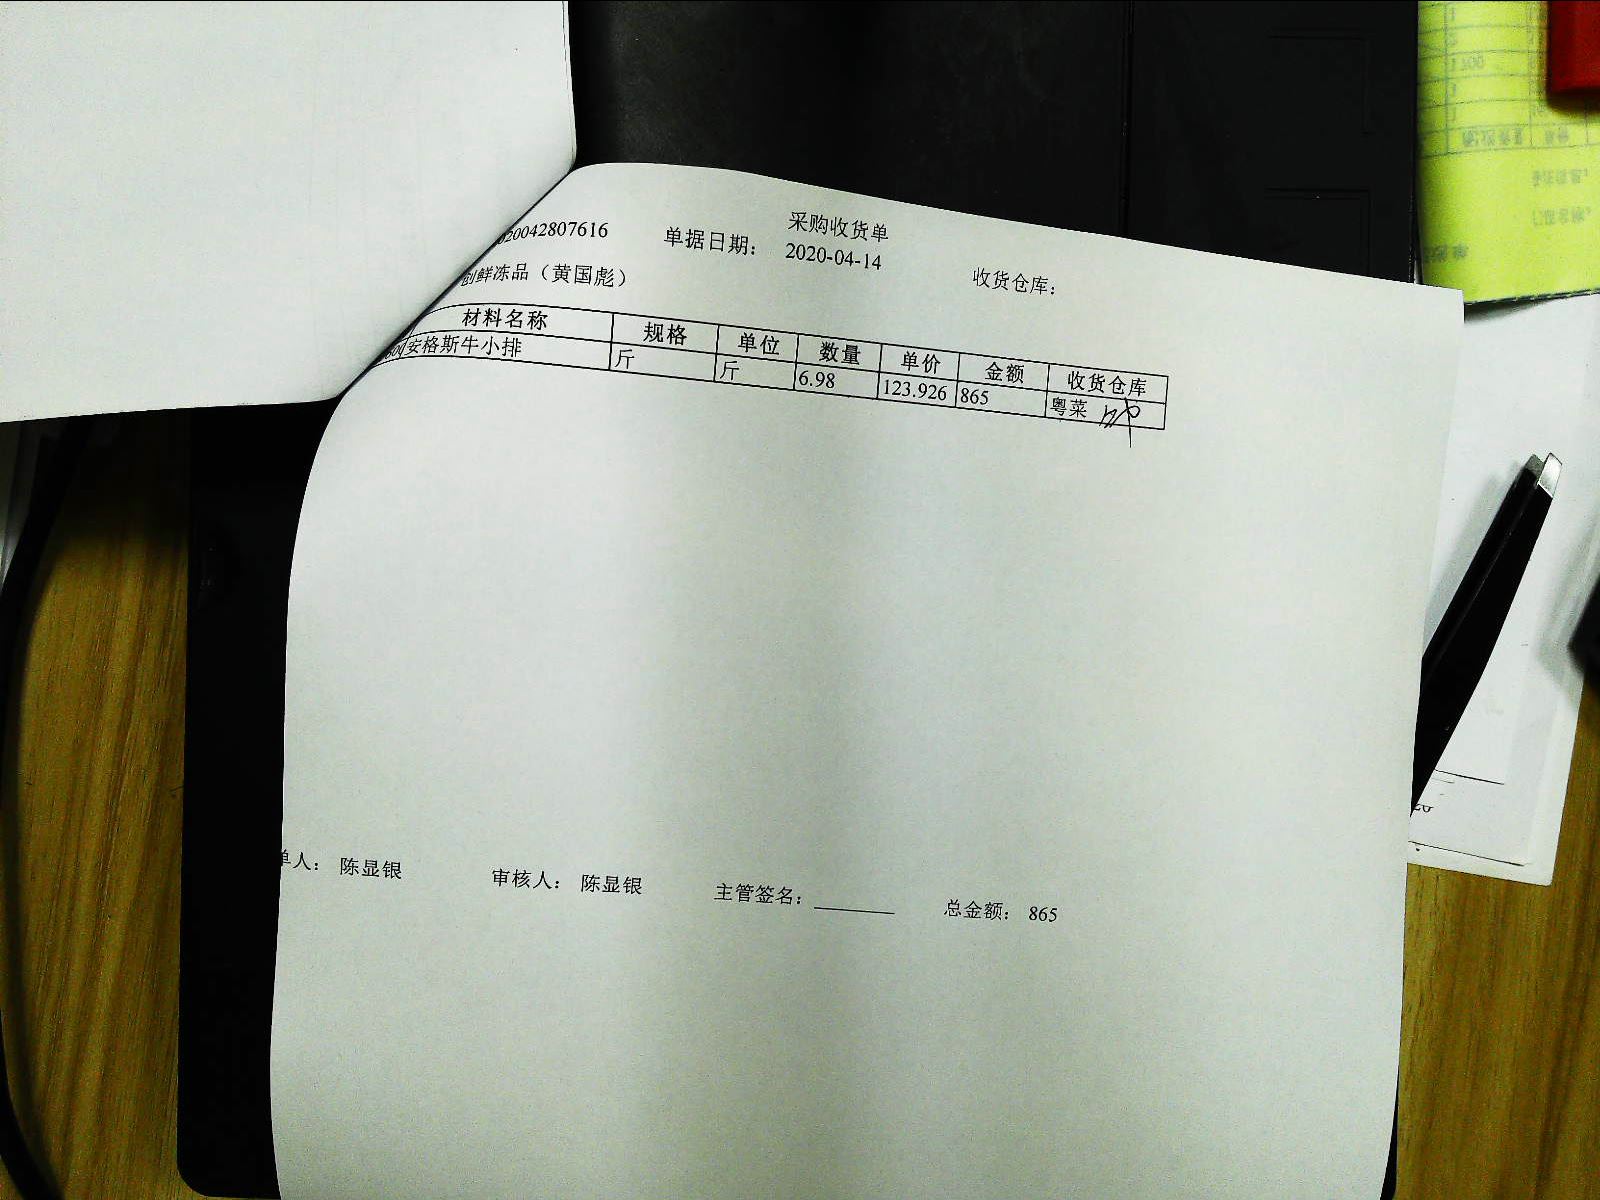 采购收货单
20042807616 单据日期： 2020-04-14 收货仓库：
创鲜冻品（黄国彪）
材料名称 规格 单位 数量 单价 金额 收货仓库
安格斯牛小排 斤 斤 6.98 123.926 865 粤菜
单人： 陈显银 审核人： 陈显银 主管签名： 总金额： 865